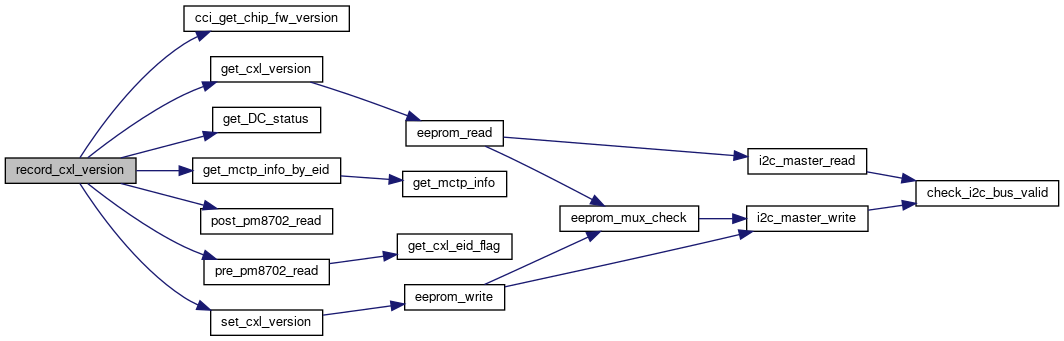 cci_get_chip_fw_version
get_cxl_version
get_DC_status
eeprom_read
record_cxl_version
get_mctp_info_by_eid
get_mctp_info
i2c_master_read
check_i2c_bus_valid
post_pm8702_read
eeprom_mux_check
i2c_master_write
get_cxl_eid_flag
pre_pm8702_read
eeprom_write
set_cxl_version